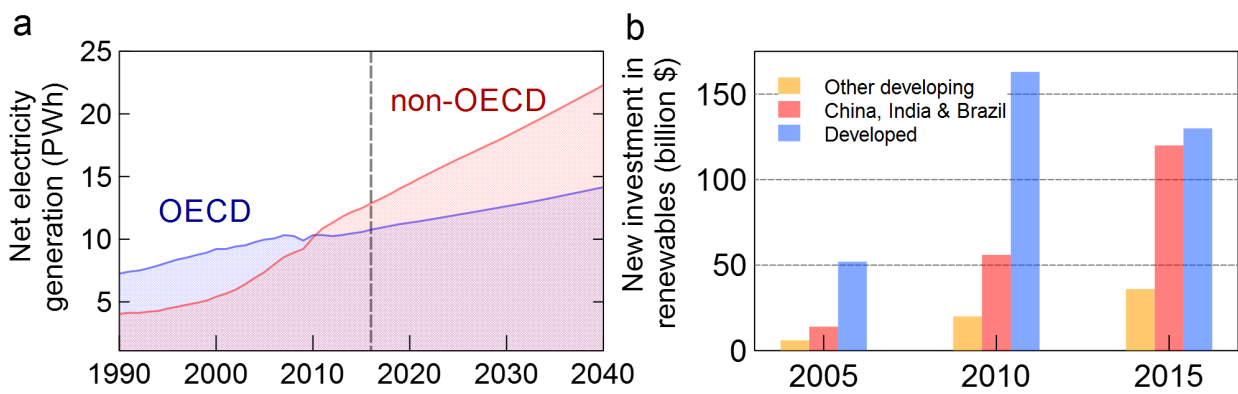 a
Net electricity
generation (PWh)
25
20
15
10
5
OECD
non-OECD
1990 2000 2010 2020 2030 2040
b
New investment in
renewables (billion $)
150
100
50
0
Other developing
China, India & Brazil
Developed
2005 2010 2015